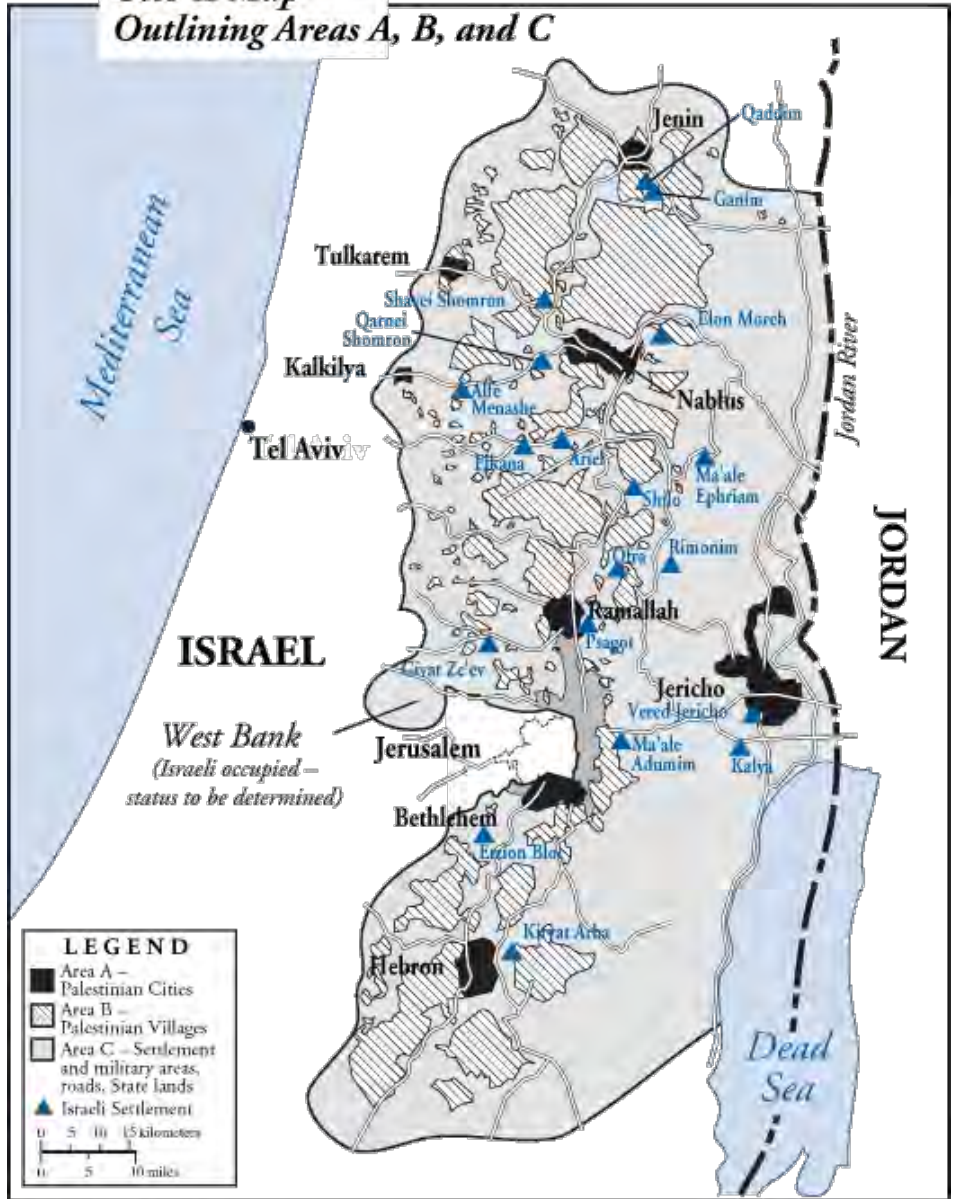 Outlining Areas A, B, and C
Jenin
Qaddim
Ganim
Mediterranean
Sea
Tulkarem
Shavei Shomron
Qarnei
Shomron
Elon Moreh
Jordan River
Kalkilya
Alfe
Menashe
Nablus
Tel Aviv
Elkana
Ariel
Ma'ale
Ephriam
Shilo
JORDAN
Ofra
Rimonim
Ramallah
Psagot
ISRAEL
Givat Ze'ev
Jericho
Vered Jericho
West Bank
(Israeli occupied –
status to be determined)
Jerusalem
Ma'ale
Adumim
Kalya
Bethlehem
Etzion Bloc
Kiryat Arba
Hebron
Dead
Sea
LEGEND
Area A –
Palestinian Cities
Area B –
Palestinian Villages
Area C – Settlement
and military areas,
roads, State lands
Israeli Settlement
0 5 10 15 kilometers
0 5 10 miles